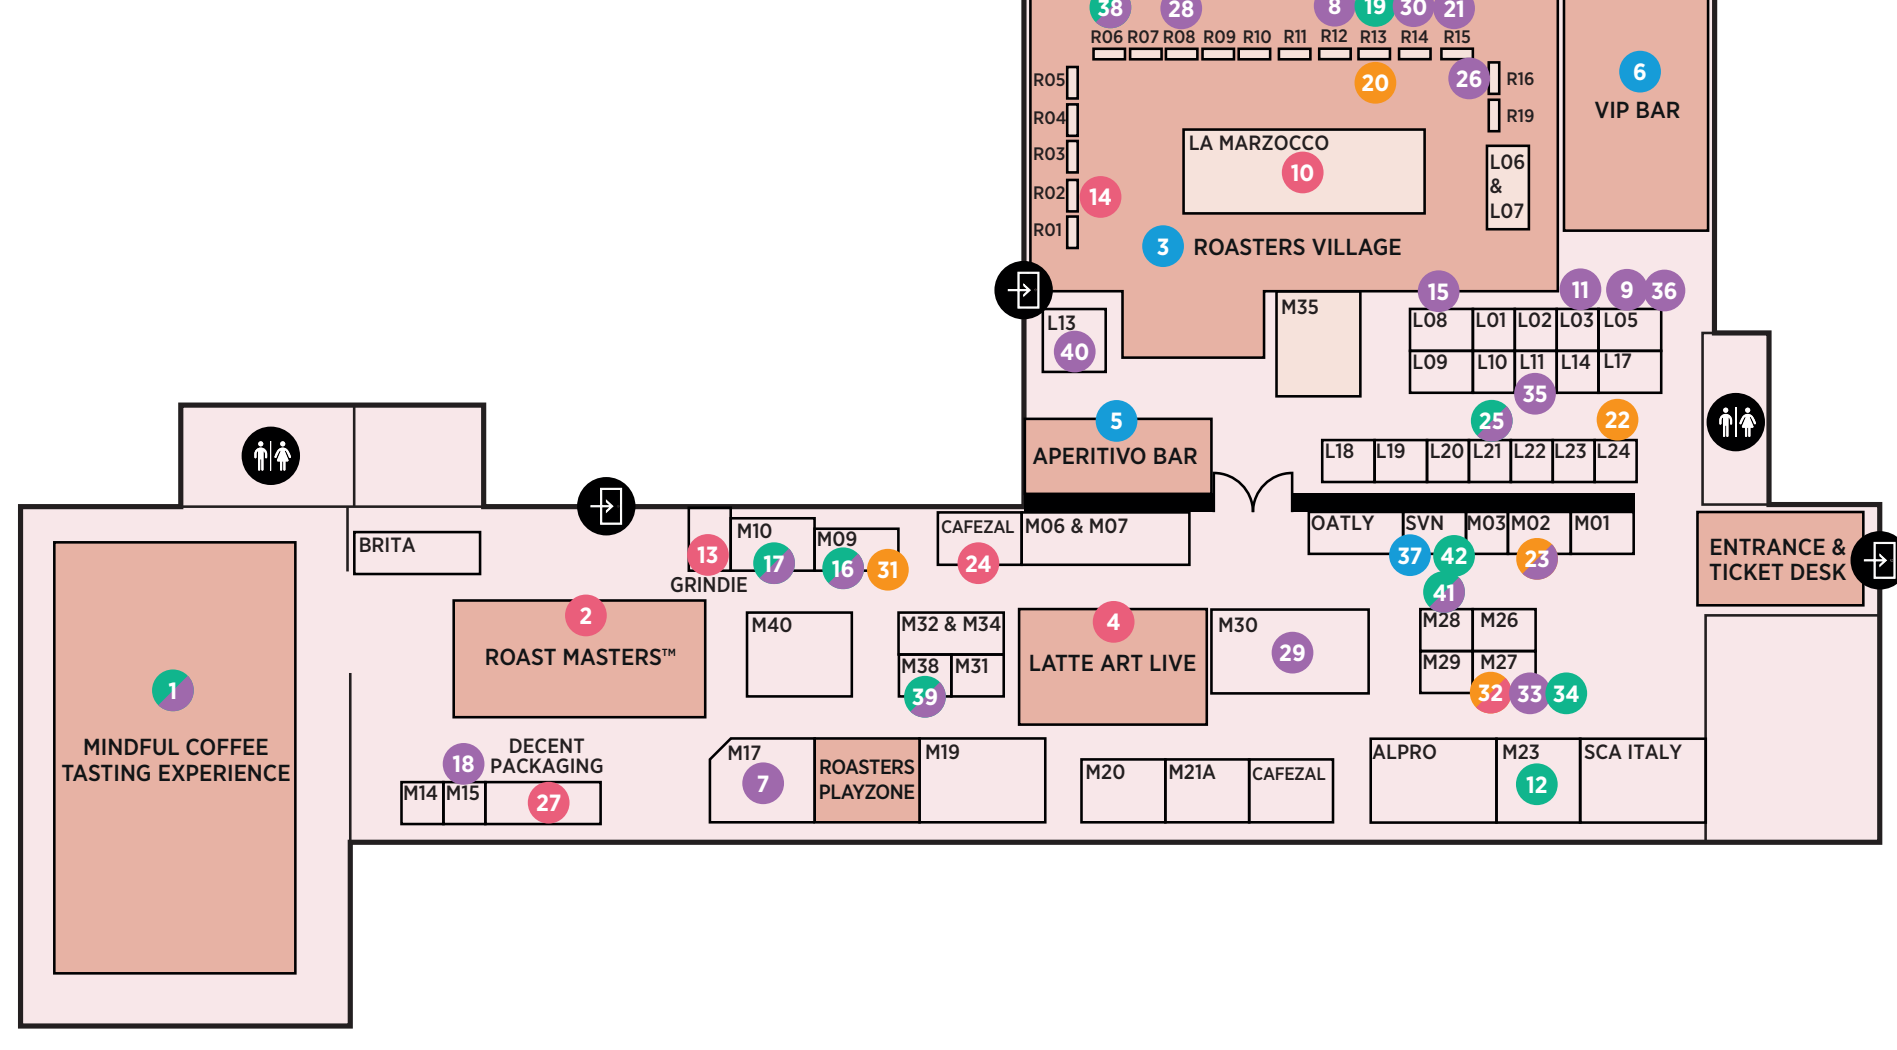 38 28 8 19 30 21
R06 R07 R08 R09 R10 R11 R12 R13 R14 R15
R05
20
26
R16
6
R04
R19
VIP BAR
LA MARZOCCO
10
R03
L06
&
L07
R02
14
R01
3 ROASTERS VILLAGE
15 11 9 36
L13
40
M35
L08 L01 L02 L03 L05
L09 L10 L11 L14 L17
35
5
APERITIVO BAR
25
22
L18 L19 L20 L21 L22 L23 L24
BRITA
13
GRINDIE
M10
17
M09
16
31
CAFEZAL
24
M06 & M07
OATLY SVN M03 M02 M01
37 42 23
41
ENTRANCE &
TICKET DESK
2
ROAST MASTERS™
M40
M32 & M34
M38 M31
39
4
LATTE ART LIVE
M30
29
M28 M26
M29 M27
32 33 34
1
MINDFUL COFFEE
TASTING EXPERIENCE
18
DECENT
PACKAGING
M14 M15
27
M17
7
ROASTERS
PLAYZONE
M19
M20 M21A CAFEZAL
ALPRO M23 SCA ITALY
12